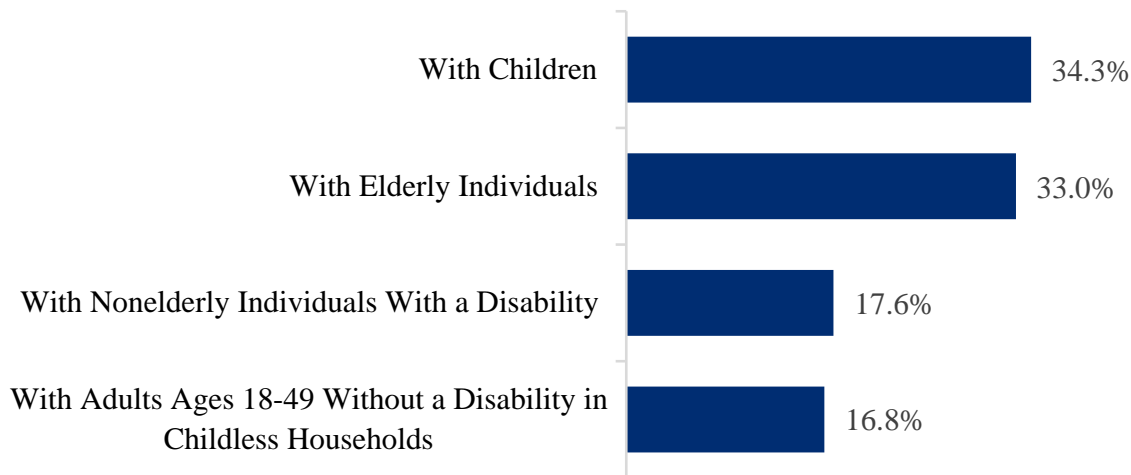 With Children
34.3%
With Elderly Individuals
33.0%
With Nonelderly Individuals With a Disability
17.6%
With Adults Ages 18-49 Without a Disability in
Childless Households
16.8%